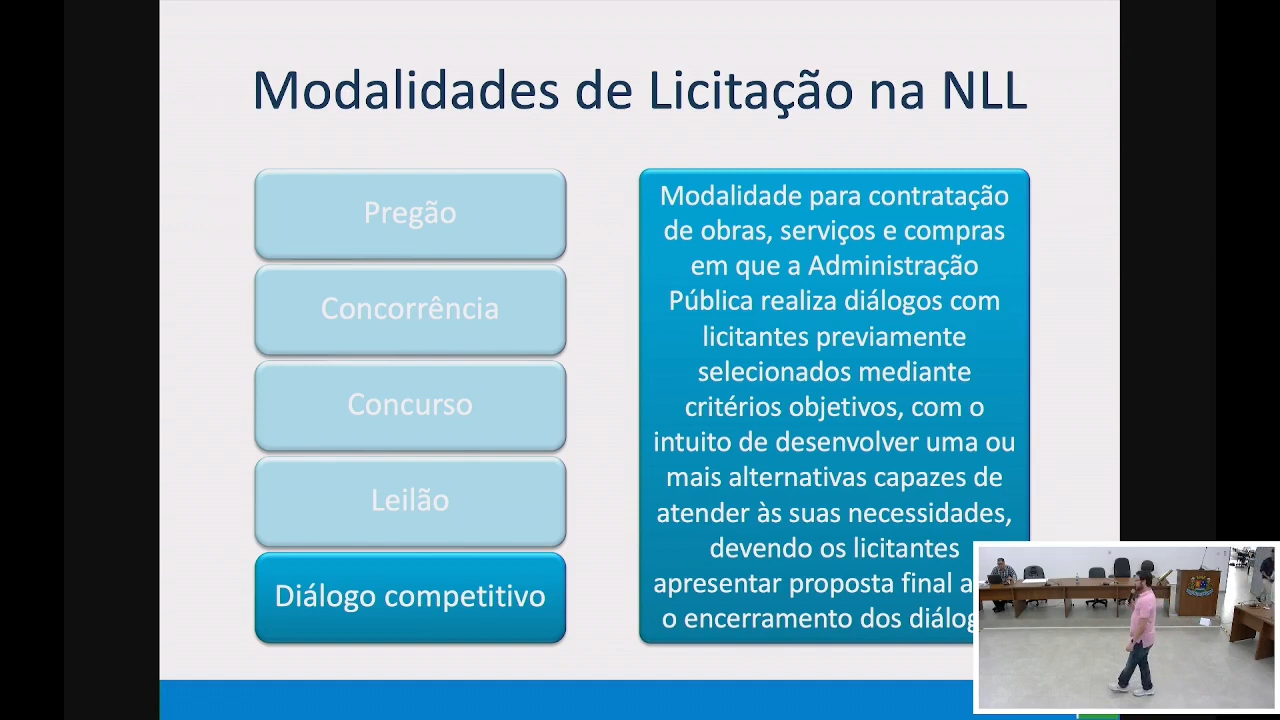 Modalidades de Licitação na NLL
Pregão
Concorrência
Concurso
Leilão
Diálogo competitivo
Modalidade para contratação
de obras, serviços e compras
em que a Administração
Pública realiza diálogos com
licitantes previamente
selecionados mediante
critérios objetivos, com o
intuito de desenvolver uma ou
mais alternativas capazes de
atender às suas necessidades,
devendo os licitantes
apresentar proposta final
o encerramento dos